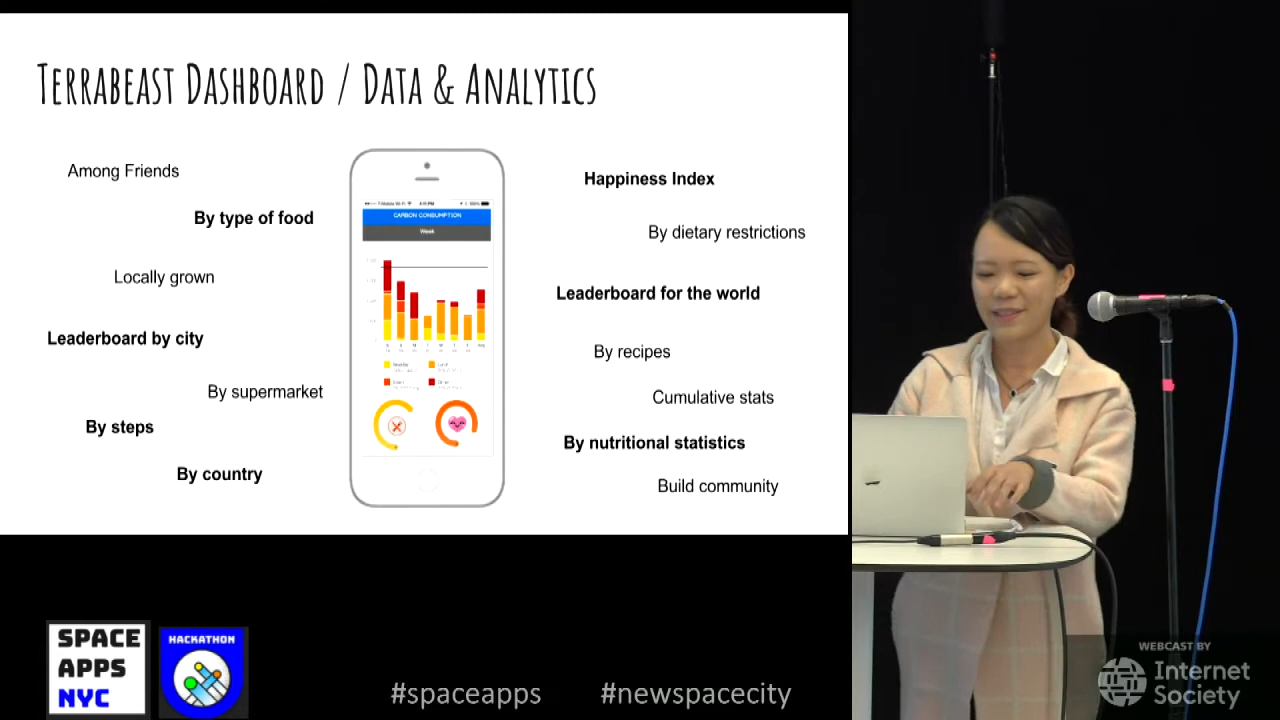 TERRABEAST DASHBOARD / DATA & ANALYTICS
Among Friends
By type of food
Locally grown
Leaderboard by city
By supermarket
By steps
By country
CARBON CONSUMPTION
Week
Happiness Index
By dietary restrictions
Leaderboard for the world
By recipes
Cumulative stats
By nutritional statistics
Build community
SPACE
APPS
NYC
HACKATHON
#spaceapps
#newspacecity
WEBCAST BY
Internet
Society